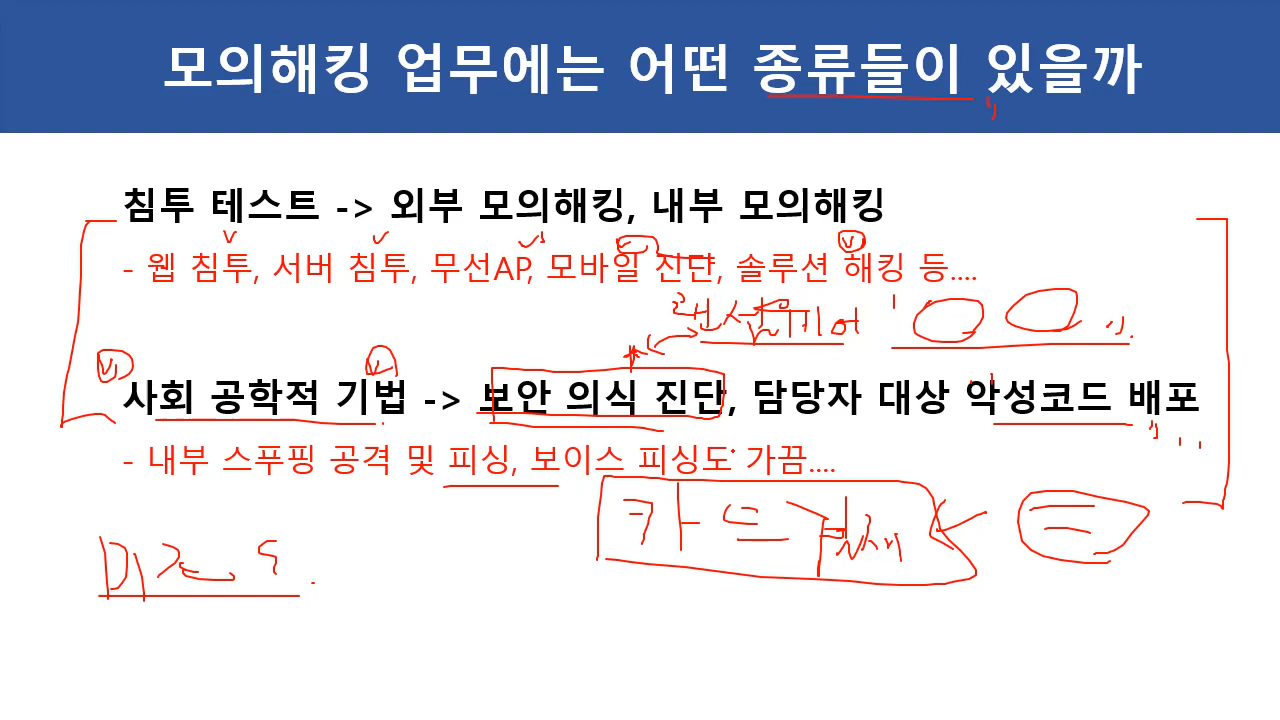 모의해킹 업무에는 어떤 종류들이 있을까
침투 테스트 -> 외부 모의해킹, 내부 모의해킹
- 웹 침투, 서버 침투, 무선AP, 모바일 진단, 솔루션 해킹 등....
사회 공학적 기법 -> 보안 의식 진단, 담당자 대상 악성코드 배포
- 내부 스푸핑 공격 및 피싱, 보이스 피싱도 가끔....